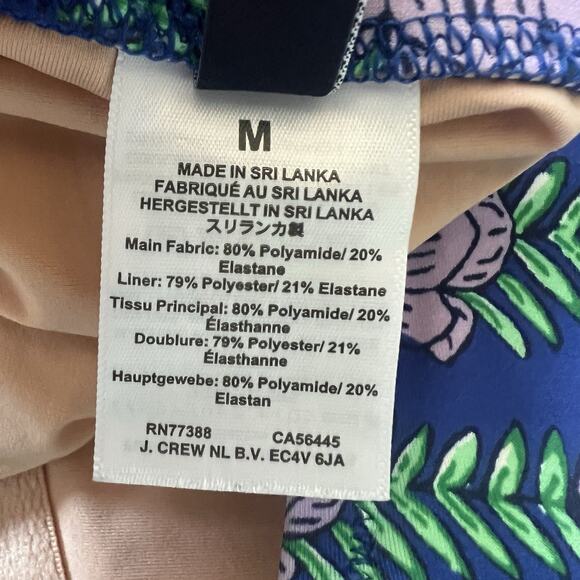 M
MADE IN SRI LANKA
FABRIQUÉ AU SRI LANKA
HERGESTELLT IN SRI LANKA
スリランカ製
Main Fabric: 80% Polyamide/ 20%
Elastane
Liner: 79% Polyester/ 21% Elastane
Tissu Principal: 80% Polyamide/ 20%
Élasthanne
Doublure: 79% Polyester/ 21%
Élasthanne
Hauptgewebe: 80% Polyamide/ 20%
Elastan
RN77388 CA56445
J. CREW NL B.V. EC4V 6JA